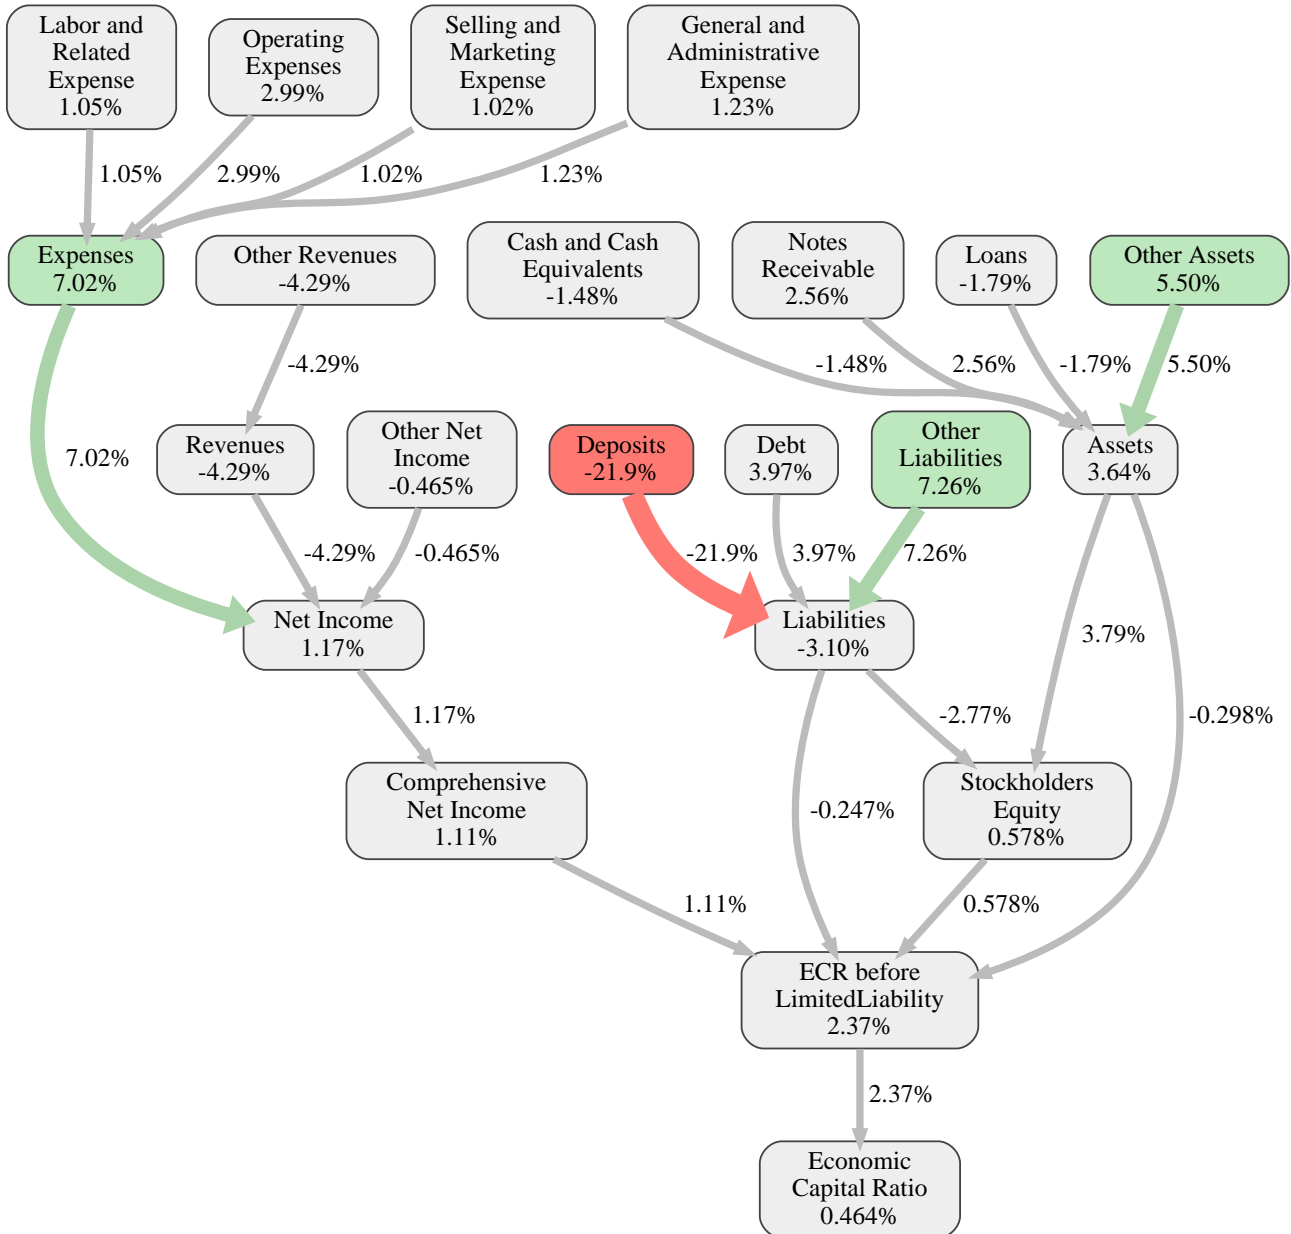 Labor and
Related
Expense
1.05%
Operating
Expenses
2.99%
Selling and
Marketing
Expense
1.02%
General and
Administrative
Expense
1.23%
1.05%
2.99%
1.02%
1.23%
Expenses
7.02%
Other Revenues
-4.29%
Cash and Cash
Equivalents
-1.48%
Notes
Receivable
2.56%
Loans
-1.79%
Other Assets
5.50%
-4.29%
-1.48%
2.56%
-1.79%
5.50%
7.02%
Revenues
-4.29%
Other Net
Income
-0.465%
Deposits
-21.9%
Debt
3.97%
Other
Liabilities
7.26%
Assets
3.64%
-4.29%
-0.465%
-21.9%
3.97%
7.26%
Net Income
1.17%
Liabilities
-3.10%
3.79%
1.17%
-2.77%
-0.298%
Comprehensive
Net Income
1.11%
-0.247%
Stockholders
Equity
0.578%
1.11%
0.578%
ECR before
LimitedLiability
2.37%
2.37%
Economic
Capital Ratio
0.464%